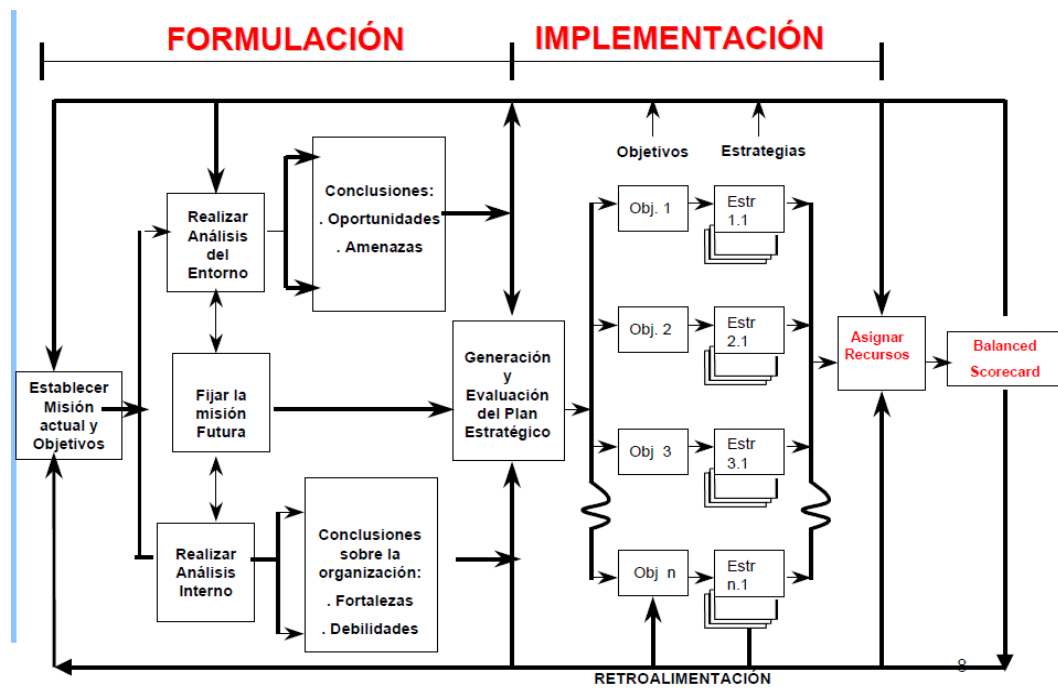 FORMULACIÓN
IMPLEMENTACIÓN
Objetivos
Estrategias
Realizar
Análisis
del
Entorno
Conclusiones:
. Oportunidades
. Amenazas
Obj. 1
Estr
1.1
Establecer
Misión
actual y
Objetivos
Fijar la
misión
Futura
Generación
y
Evaluación
del Plan
Estratégico
Obj. 2
Estr
2.1
Asignar
Recursos
Balanced
Scorecard
Obj 3
Estr
3.1
Realizar
Análisis
Interno
Conclusiones
sobre la
organización:
. Fortalezas
. Debilidades
Obj n
Estr
n.1
8
RETROALIMENTACIÓN